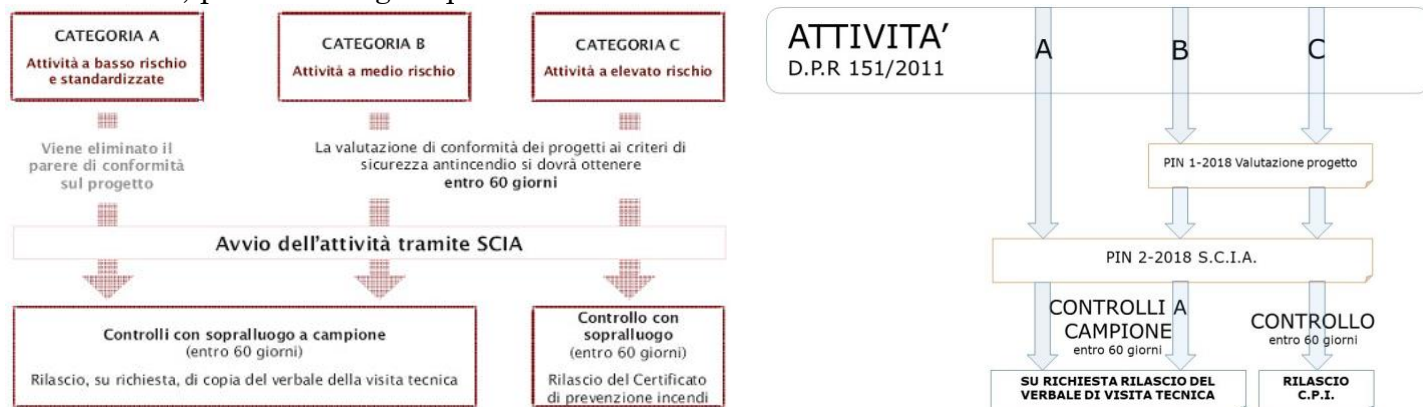 CATEGORIA A
Attività a basso rischio
e standardizzate
CATEGORIA B
Attività a medio rischio
CATEGORIA C
Attività a elevato rischio
Viene eliminato il
parere di conformità
sul progetto
La valutazione di conformità dei progetti ai criteri di
sicurezza antincendio si dovrà ottenere
entro 60 giorni
Avvio dell'attività tramite SCIA
Controlli con sopralluogo a campione
(entro 60 giorni)
Rilascio, su richiesta, di copia del verbale della visita tecnica
Controllo con
sopralluogo
(entro 60 giorni)
Rilascio del Certificato
di prevenzione incendi
ATTIVITA'
D.P.R 151/2011
A
B
C
PIN 1-2018 Valutazione progetto
PIN 2-2018 S.C.I.A.
CONTROLLI A
CAMPIONE
entro 60 giorni
CONTROLLO
entro 60 giorni
SU RICHIESTA RILASCIO DEL
VERBALE DI VISITA TECNICA
RILASCIO
C.P.I.